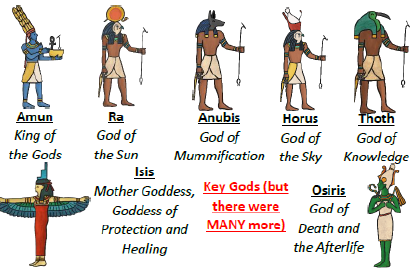 Amun
King of
the Gods
Ra
God of
the Sun
Anubis
God of
Mummification
Horus
God of
the Sky
Thoth
God of
Knowledge
Isis
Mother Goddess,
Goddess of
Protection and
Healing
Key Gods (but
there were
MANY more)
Osiris
God of
Death and
the Afterlife